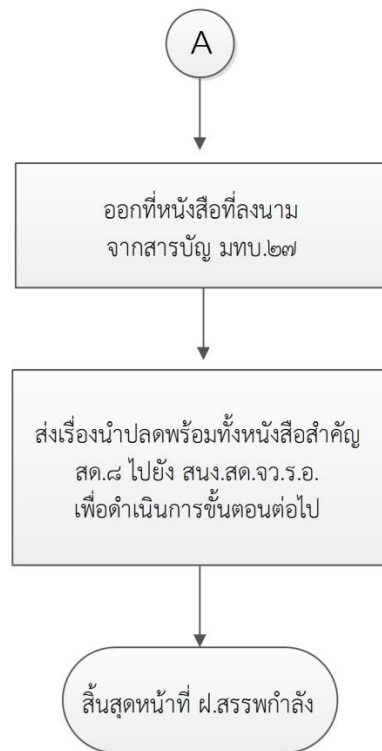 A
ออกที่หนังสือที่ลงนาม
จากสารบัญ มทบ.๒๗
ส่งเรื่องนำปลดพร้อมทั้งหนังสือสำคัญ
สด.๘ ไปยัง สนง.สด.จว.ร.อ.
เพื่อดำเนินการขั้นตอนต่อไป
สิ้นสุดหน้าที่ ฝ.สรรพกำลัง